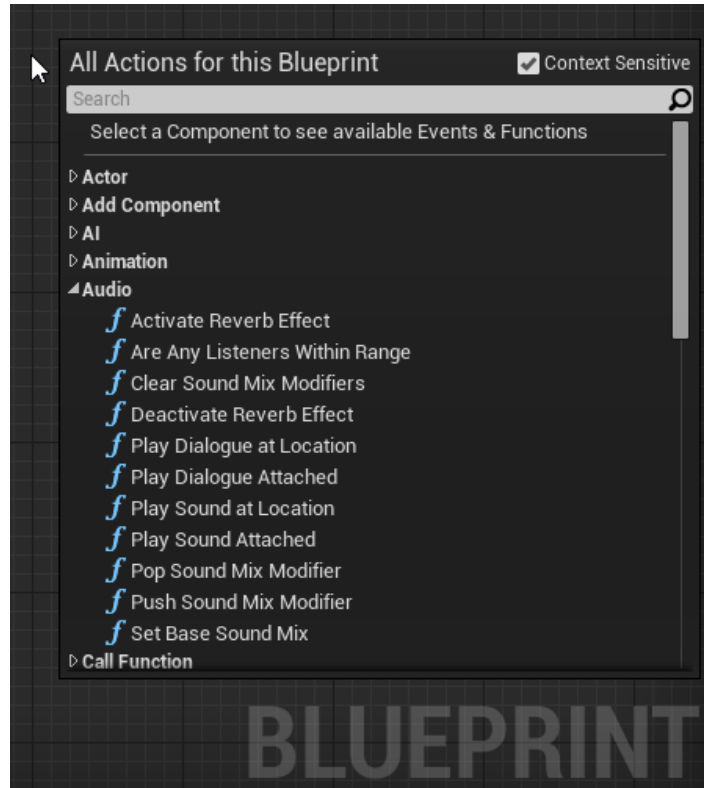 All Actions for this Blueprint Context Sensitive
Search
Select a Component to see available Events & Functions
Actor
Add Component
AI
Animation
Audio
f Activate Reverb Effect
f Are Any Listeners Within Range
f Clear Sound Mix Modifiers
f Deactivate Reverb Effect
f Play Dialogue at Location
f Play Dialogue Attached
f Play Sound at Location
f Play Sound Attached
f Pop Sound Mix Modifier
f Push Sound Mix Modifier
f Set Base Sound Mix
Call Function
BLUEPRINT